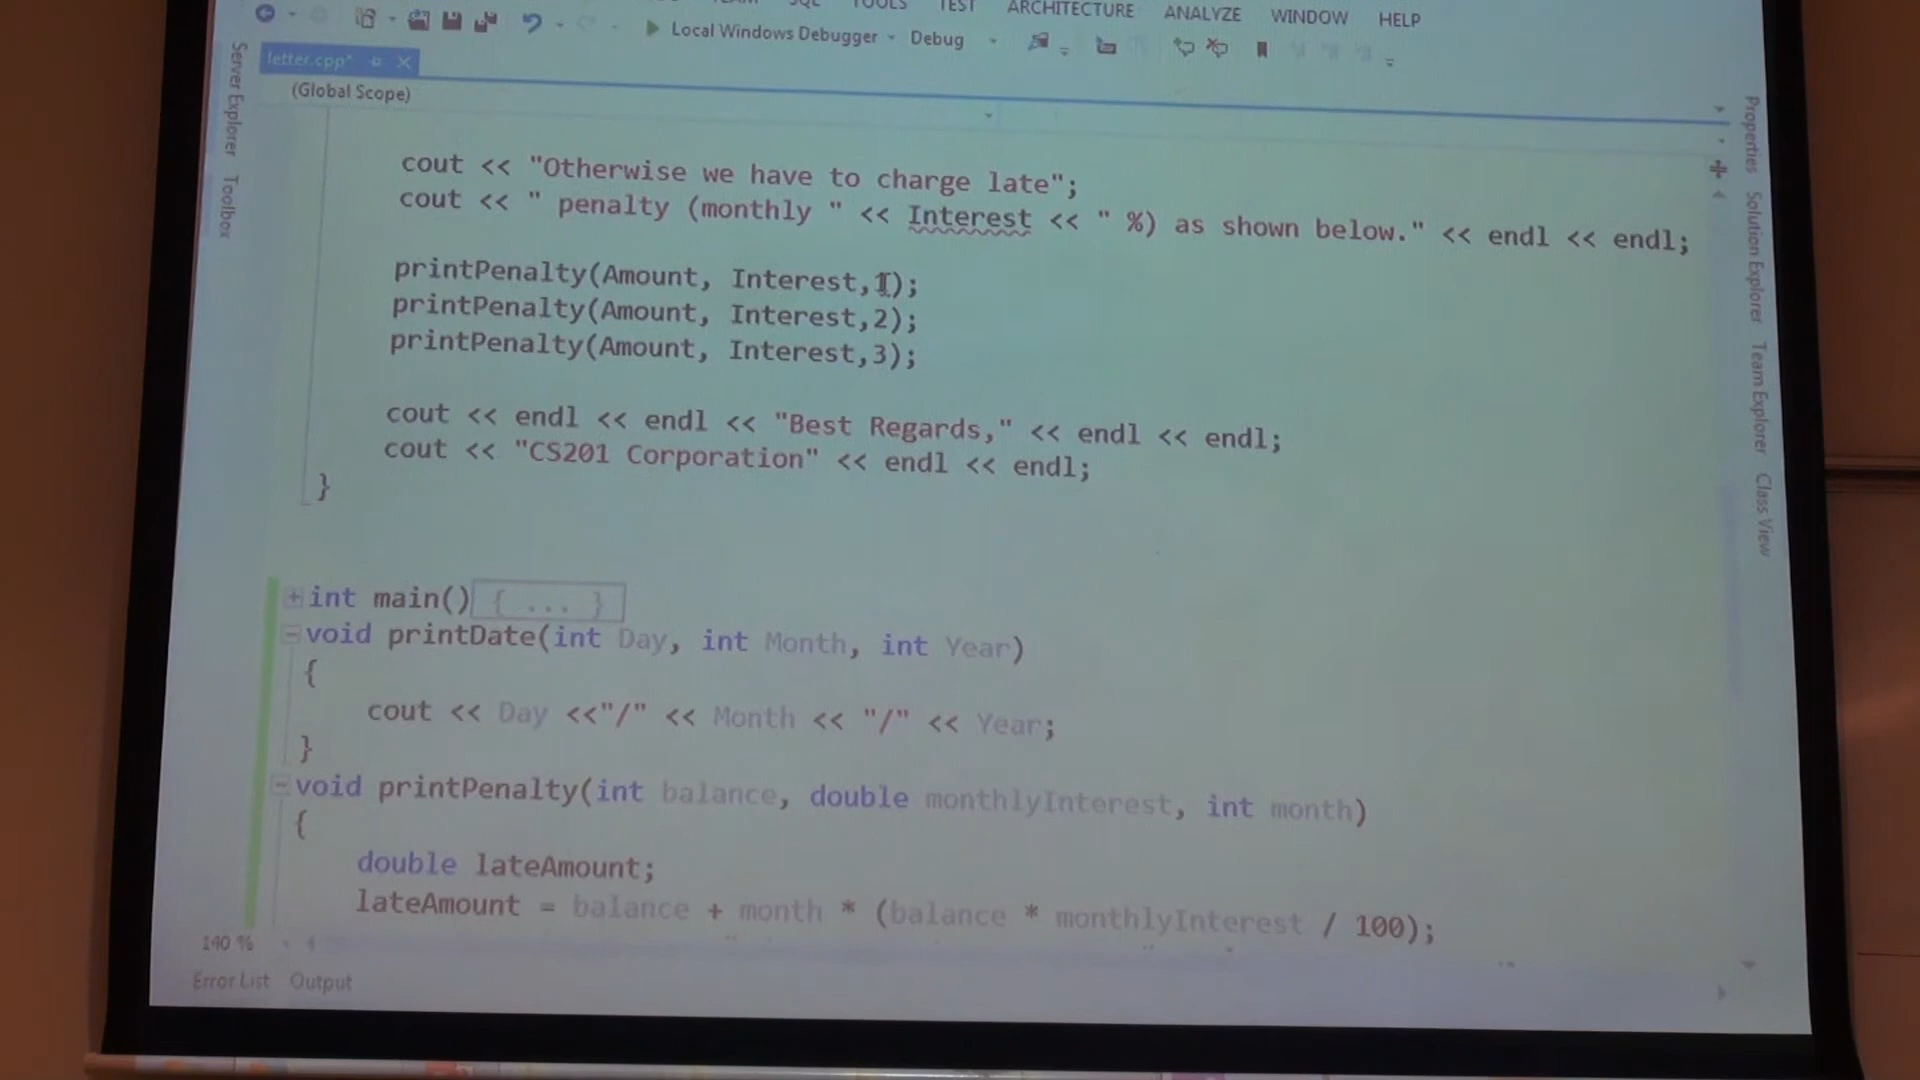 SQL TOOLS TEST ARCHITECTURE ANALYZE WINDOW HELP
Local Windows Debugger Debug
letter.cpp*
(Global Scope)
Server Explorer
Toolbox
cout << "Otherwise we have to charge late";
cout << " penalty (monthly " << Interest << " %) as shown below." << endl << endl;
printPenalty(Amount, Interest,1);
printPenalty(Amount, Interest,2);
printPenalty(Amount, Interest,3);
cout << endl << endl << "Best Regards," << endl << endl;
cout << "CS201 Corporation" << endl << endl;
}
int main(){ ... }
void printDate(int Day, int Month, int Year)
{
cout << Day <<"/" << Month << "/" << Year;
}
void printPenalty(int balance, double monthlyInterest, int month)
{
double lateAmount;
lateAmount = balance + month * (balance * monthlyInterest / 100);
140 %
Error List Output
Properties
Solution Explorer
Team Explorer
Class View